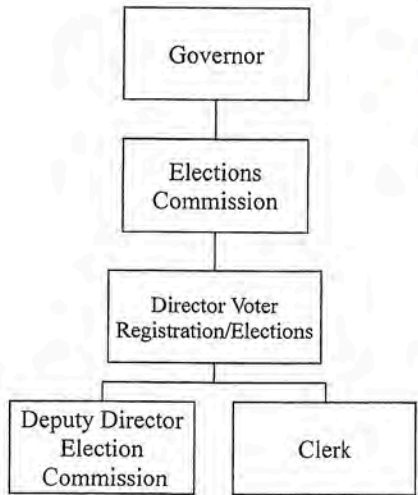 Governor
Elections
Commission
Director Voter
Registration/Elections
Deputy Director
Election
Commission
Clerk